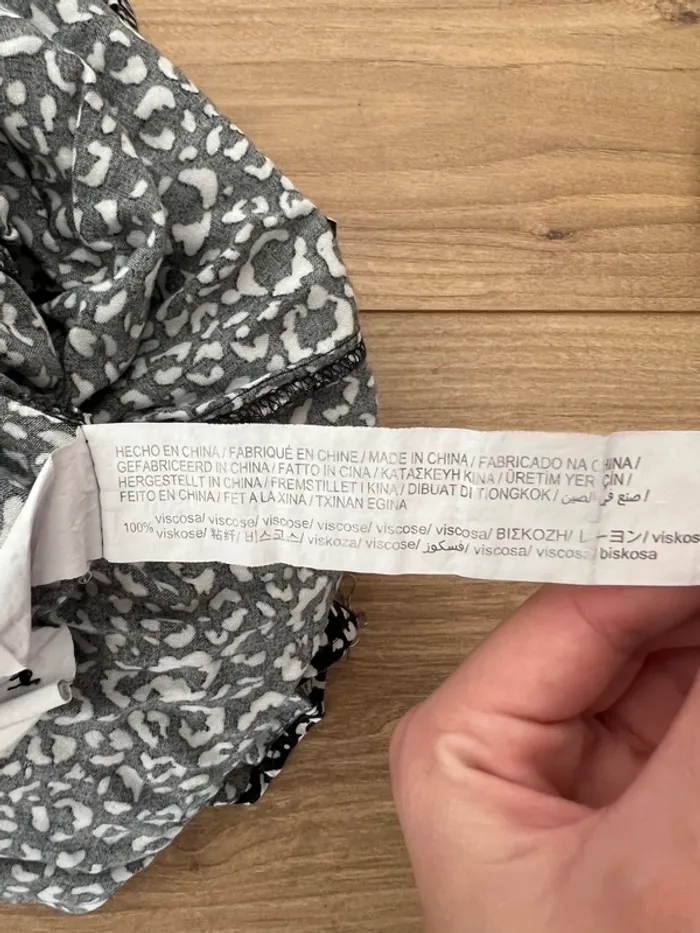 HECHO EN CHINA / FABRIQUÉ EN CHINE / MADE IN CHINA / FABRICADO NA CHINA /
GEFABRICEERD IN CHINA / FATTO IN CINA / ΚΑΤΑΣΚΕΥΗ ΚΙΝΑ / ÜRETİM YERİ ÇİN /
HERGESTELLT IN CHINA / FREMSTILLET I KINA / DIBUAT DI TIONGKOK / صنع في الصين /
FEITO EN CHINA / FET A LA XINA / TXINAN EGINA
100% viscosa/ viscose/ viscose/ viscose/ viscose/ viscosa/ ΒΙΣΚΟΖΗ/ レーヨン/ viskos
viskose/ 粘纤/ 비스코스/ viskoza/ viscose/ فسكوز/ viscosa/ viscosa/ biskosa